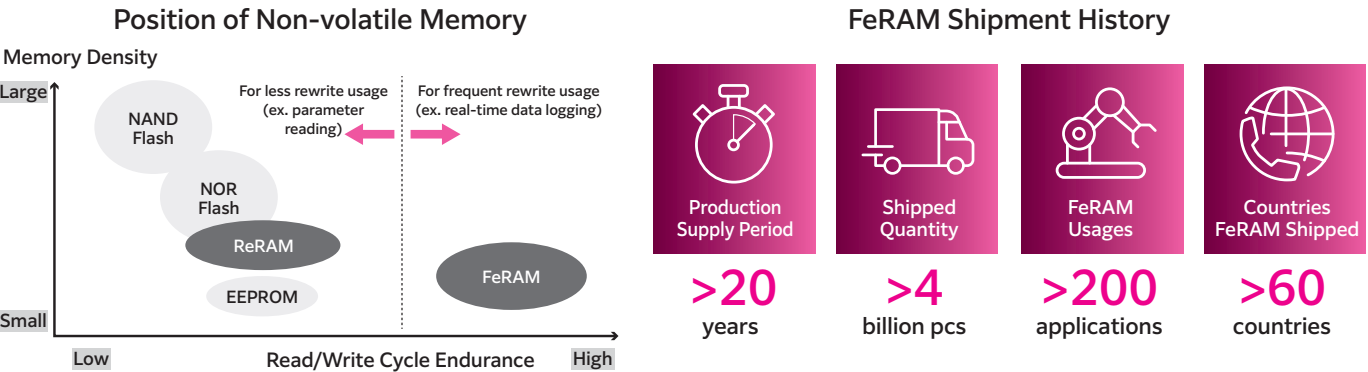 Position of Non-volatile Memory
Memory Density
Large
NAND
Flash
For less rewrite usage
(ex. parameter
reading)
For frequent rewrite usage
(ex. real-time data logging)
NOR
Flash
ReRAM
EEPROM
FeRAM
Small
Low
Read/Write Cycle Endurance
High
FeRAM Shipment History
Production
Supply Period
>20
years
Shipped
Quantity
>4
billion pcs
FeRAM
Usages
>200
applications
Countries
FeRAM Shipped
>60
countries